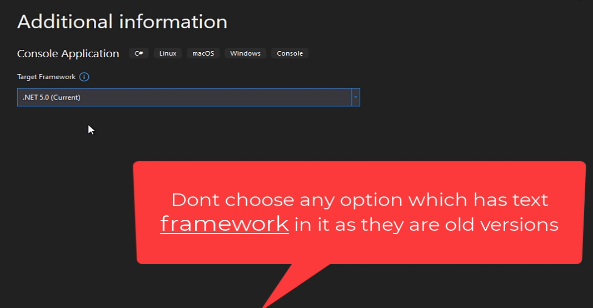 Additional information
Console Application C# Linux macOS Windows Console
Target Framework
.NET 5.0 (Current)
Dont choose any option which has text
framework in it as they are old versions